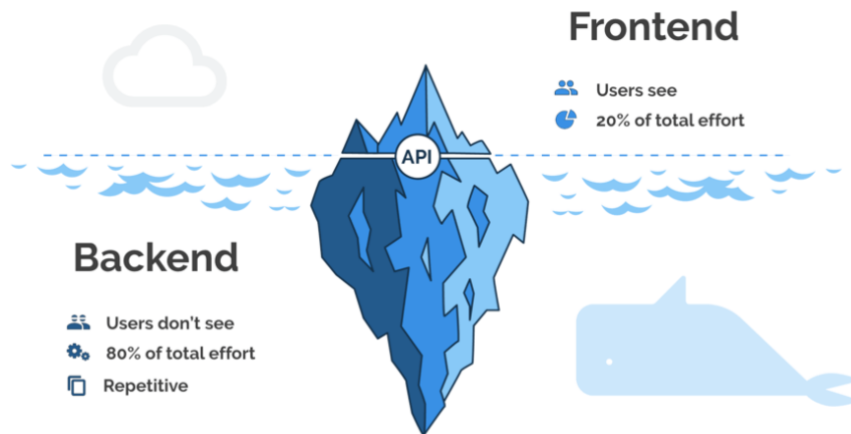 Frontend
Users see
20% of total effort
API
Backend
Users don't see
80% of total effort
Repetitive